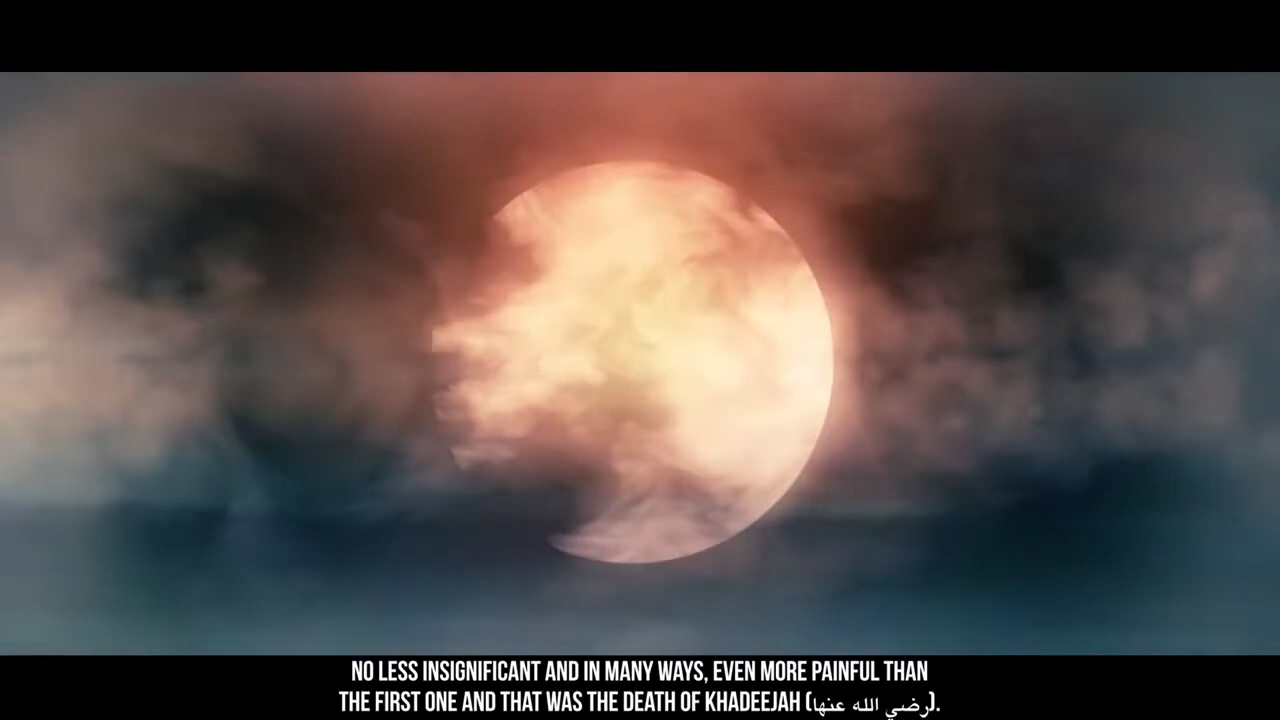 NO LESS INSIGNIFICANT AND IN MANY WAYS, EVEN MORE PAINFUL THAN
THE FIRST ONE AND THAT WAS THE DEATH OF KHADEEJAH (رضي الله عنها).